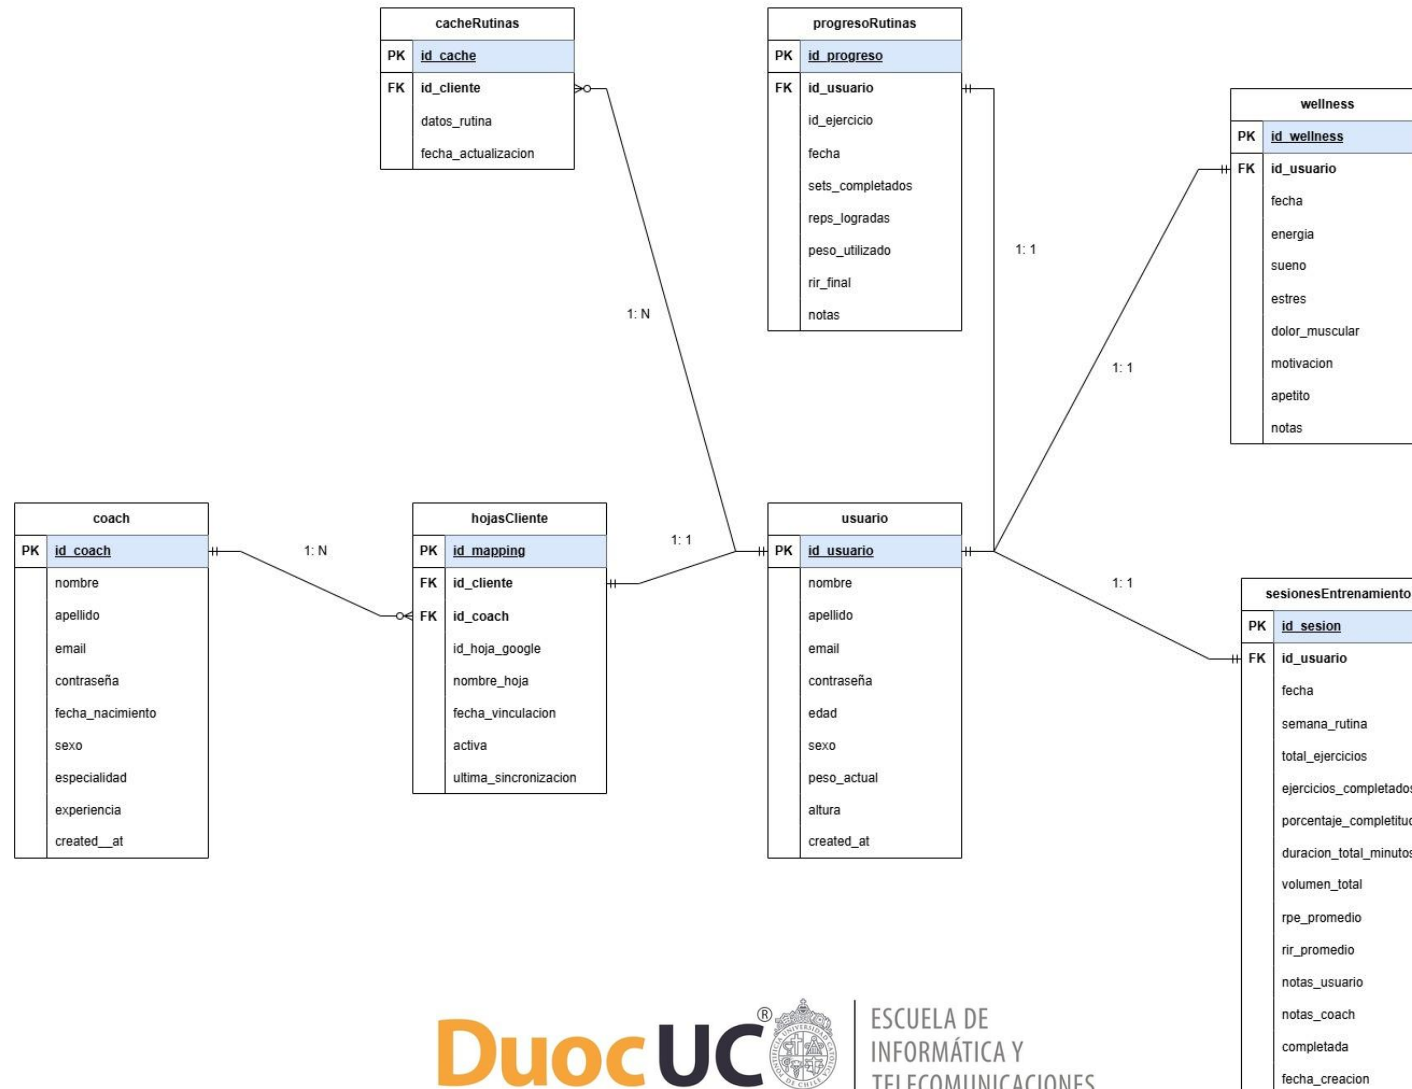 cacheRutinas
PK id_cache
FK id_cliente
datos_rutina
fecha_actualizacion
1: N
progresoRutinas
PK id_progreso
FK id_usuario
id_ejercicio
fecha
sets_completados
reps_logradas
peso_utilizado
rir_final
notas
1: 1
wellness
PK id_wellness
FK id_usuario
fecha
energia
sueno
estres
dolor_muscular
motivacion
apetito
notas
1: 1
coach
PK id_coach
nombre
apellido
email
contraseña
fecha_nacimiento
sexo
especialidad
experiencia
created__at
1: N
hojasCliente
PK id_mapping
FK id_cliente
FK id_coach
id_hoja_google
nombre_hoja
fecha_vinculacion
activa
ultima_sincronizacion
1: 1
usuario
PK id_usuario
nombre
apellido
email
contraseña
edad
sexo
peso_actual
altura
created_at
1: 1
sesionesEntrenamiento
PK id_sesion
FK id_usuario
fecha
semana_rutina
total_ejercicios
ejercicios_completados
porcentaje_completitud
duracion_total_minutos
volumen_total
rpe_promedio
rir_promedio
notas_usuario
notas_coach
completada
fecha_creacion
DuocUC®
ESCUELA DE
INFORMÁTICA Y
TELECOMUNICACIONES